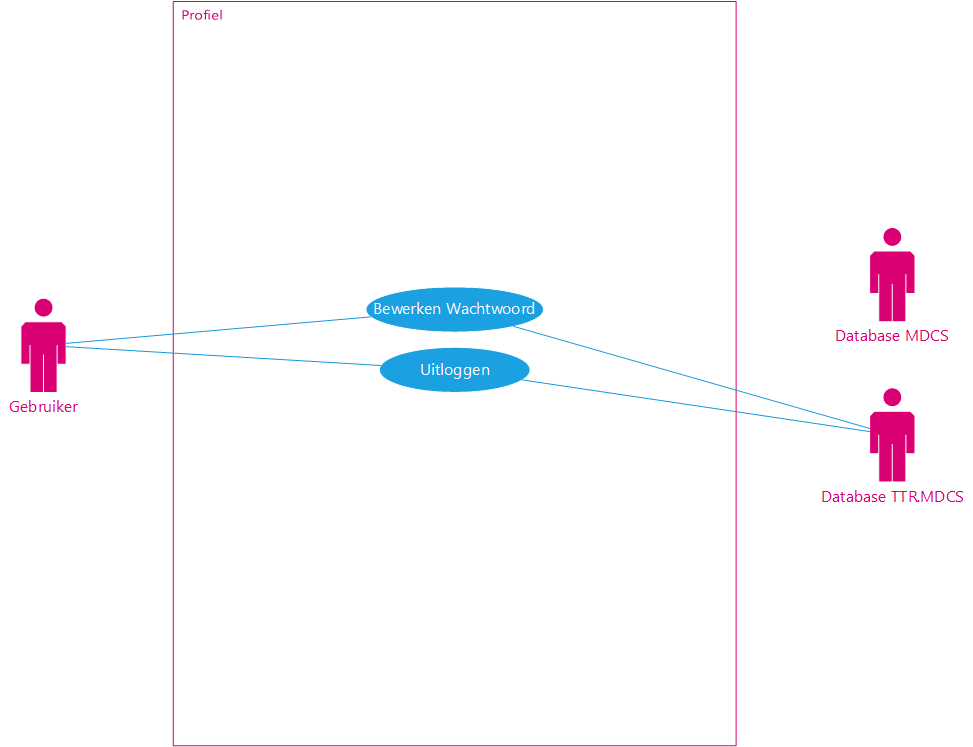 Profiel
Bewerken Wachtwoord
Database MDCS
Uitloggen
Gebruiker
Database TTR.MDCS